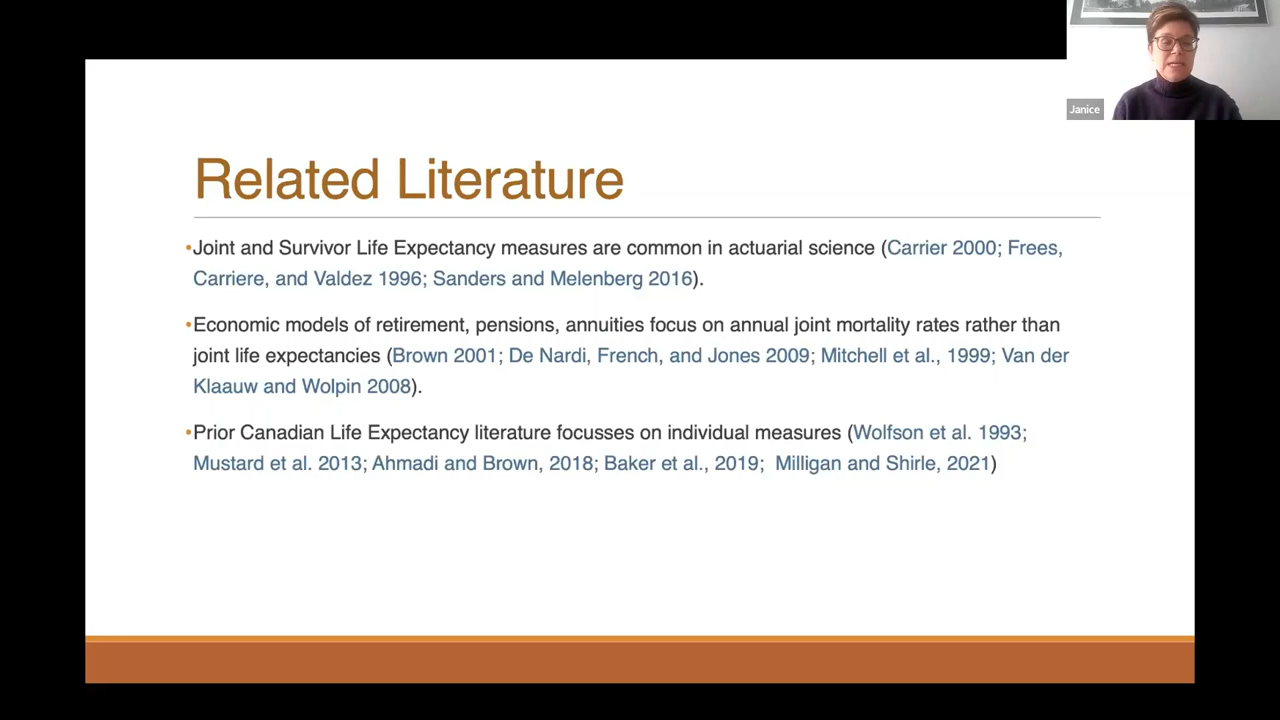 Janice
Related Literature
•Joint and Survivor Life Expectancy measures are common in actuarial science (Carrier 2000; Frees,
Carriere, and Valdez 1996; Sanders and Melenberg 2016).
•Economic models of retirement, pensions, annuities focus on annual joint mortality rates rather than
joint life expectancies (Brown 2001; De Nardi, French, and Jones 2009; Mitchell et al., 1999; Van der
Klaauw and Wolpin 2008).
•Prior Canadian Life Expectancy literature focusses on individual measures (Wolfson et al. 1993;
Mustard et al. 2013; Ahmadi and Brown, 2018; Baker et al., 2019; Milligan and Shirle, 2021)